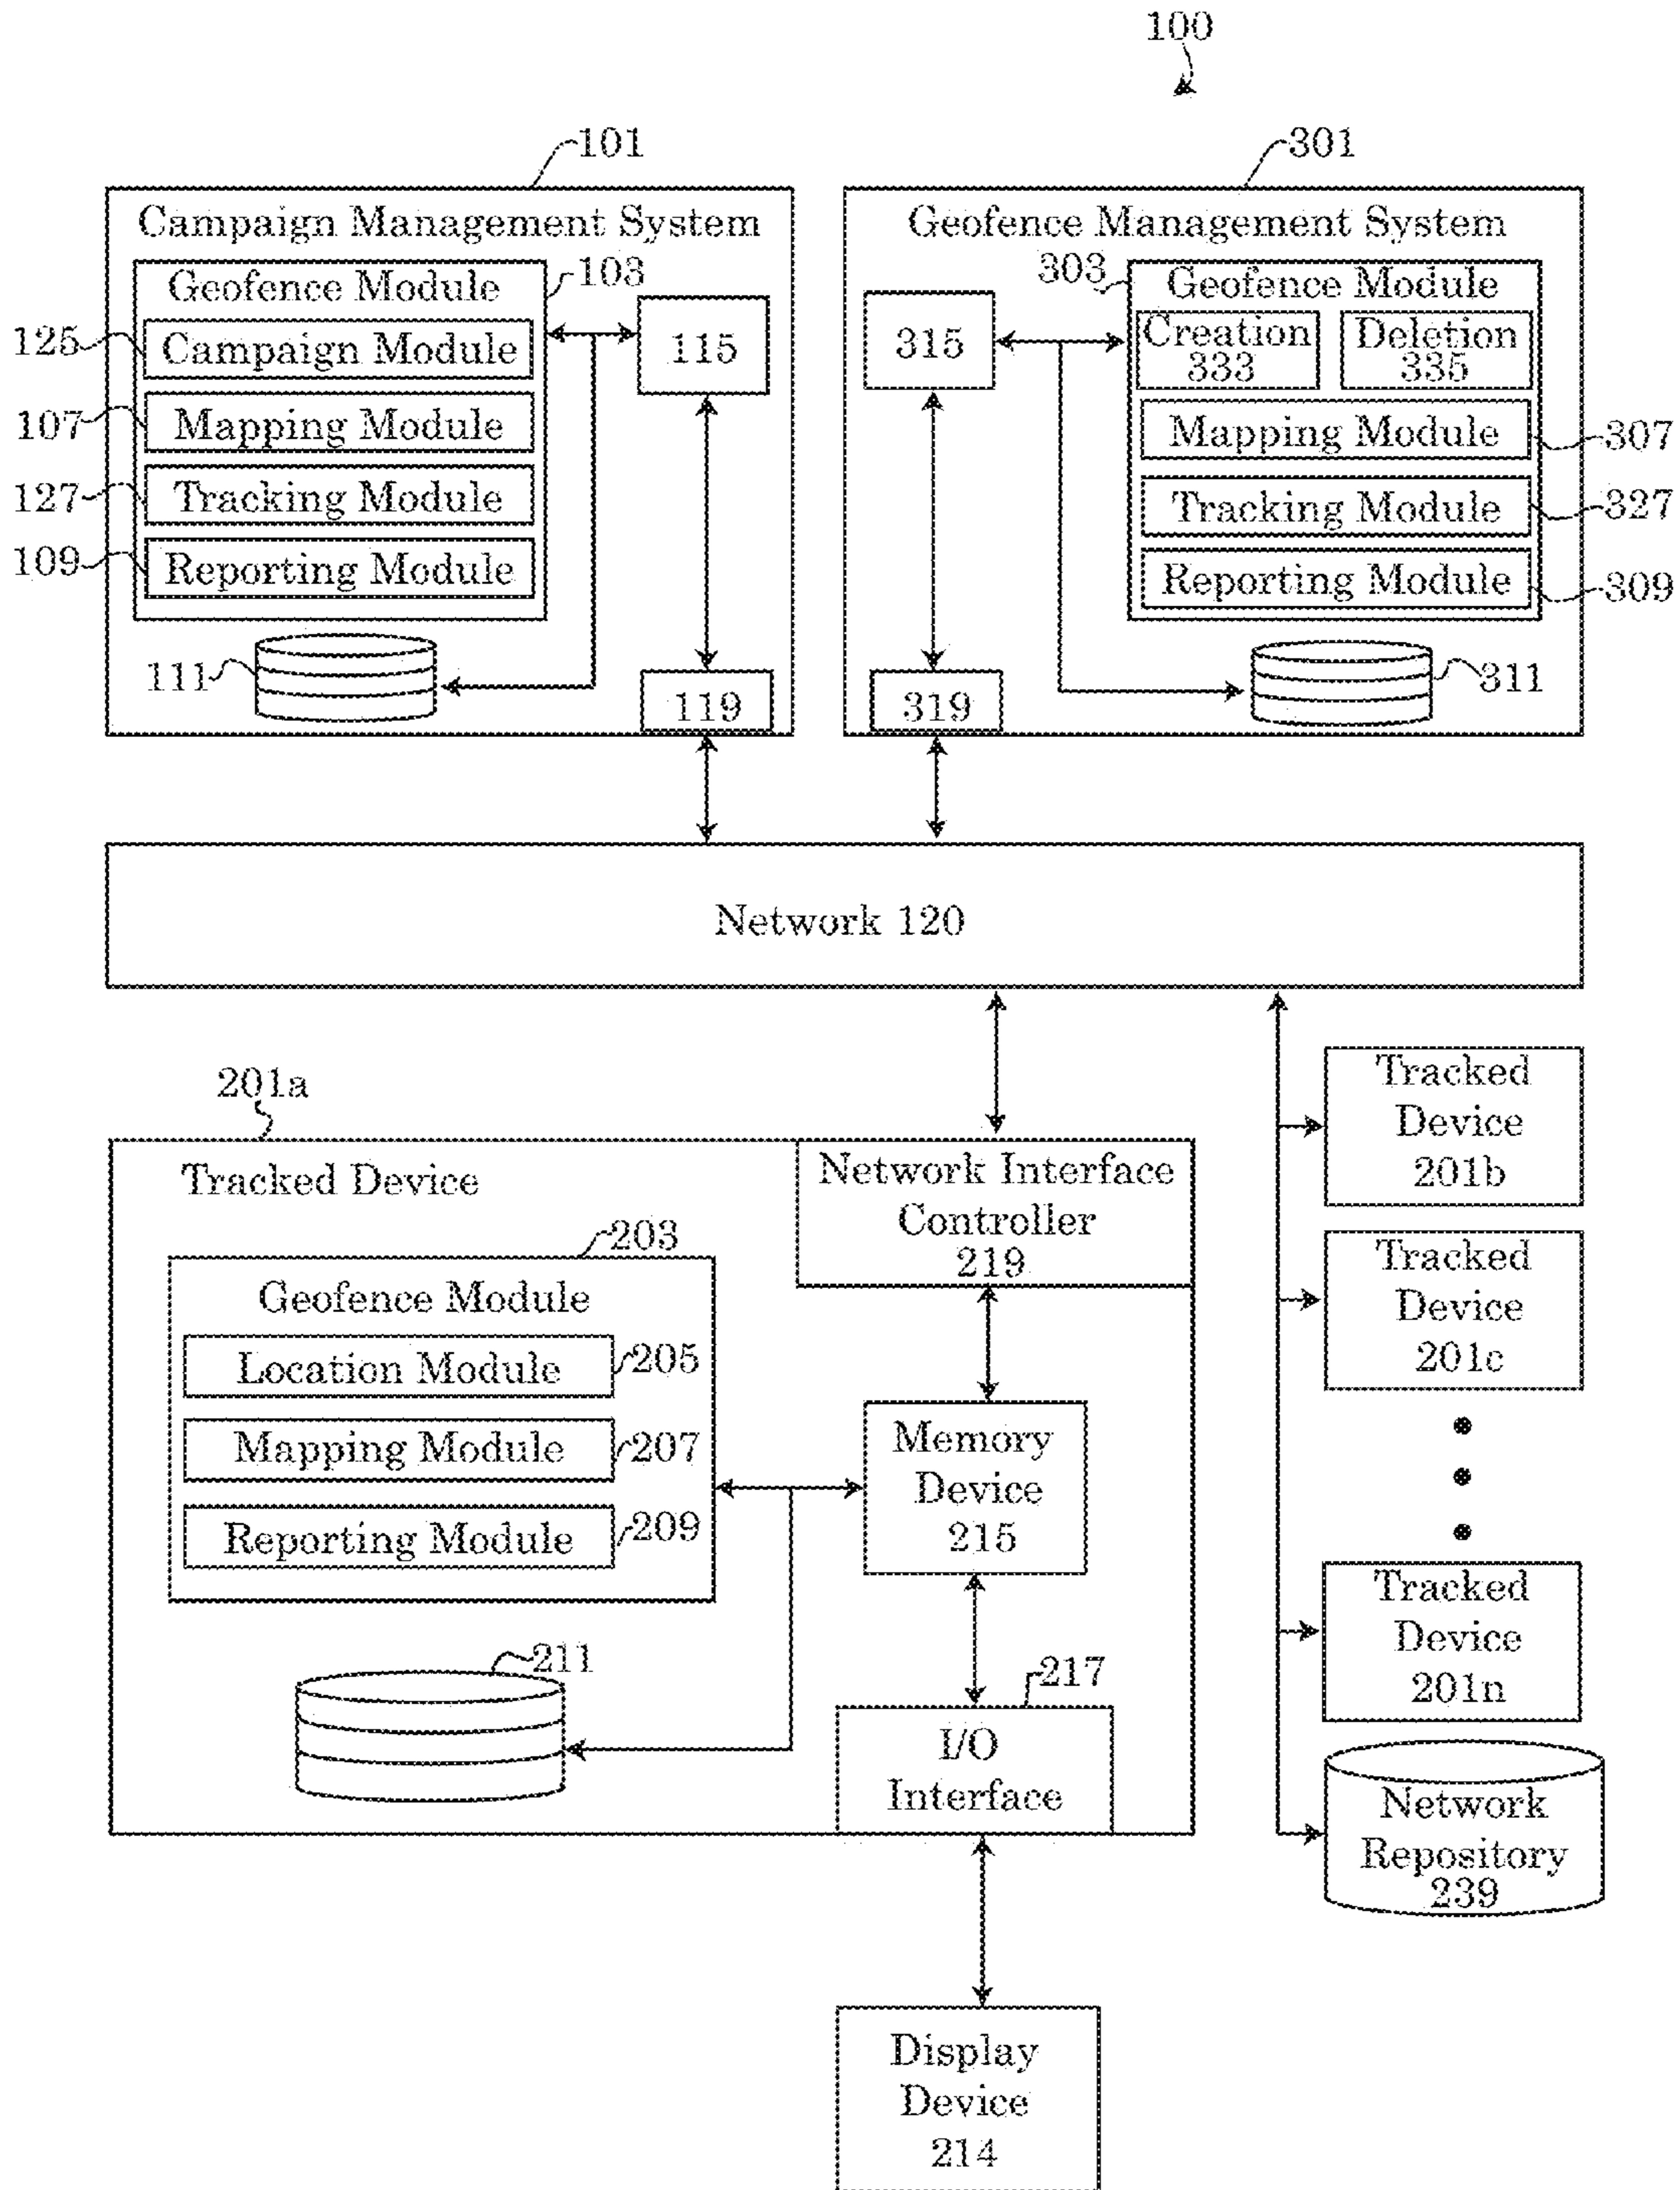 100
101
Campaign Management System
103
Geofence Module
125
Campaign Module
107
Mapping Module
127
Tracking Module
109
Reporting Module
115
111
119
301
Geofence Management System
303
Geofence Module
Creation
333
Deletion
335
315
Mapping Module
307
Tracking Module
327
Reporting Module
309
319
311
Network 120
201a
Tracked Device
Network Interface
Controller
219
203
Geofence Module
Location Module
205
Mapping Module
207
Reporting Module
209
Memory
Device
215
211
217
I/O
Interface
Display
Device
214
Tracked
Device
201b
Tracked
Device
201c
Tracked
Device
201n
Network
Repository
239